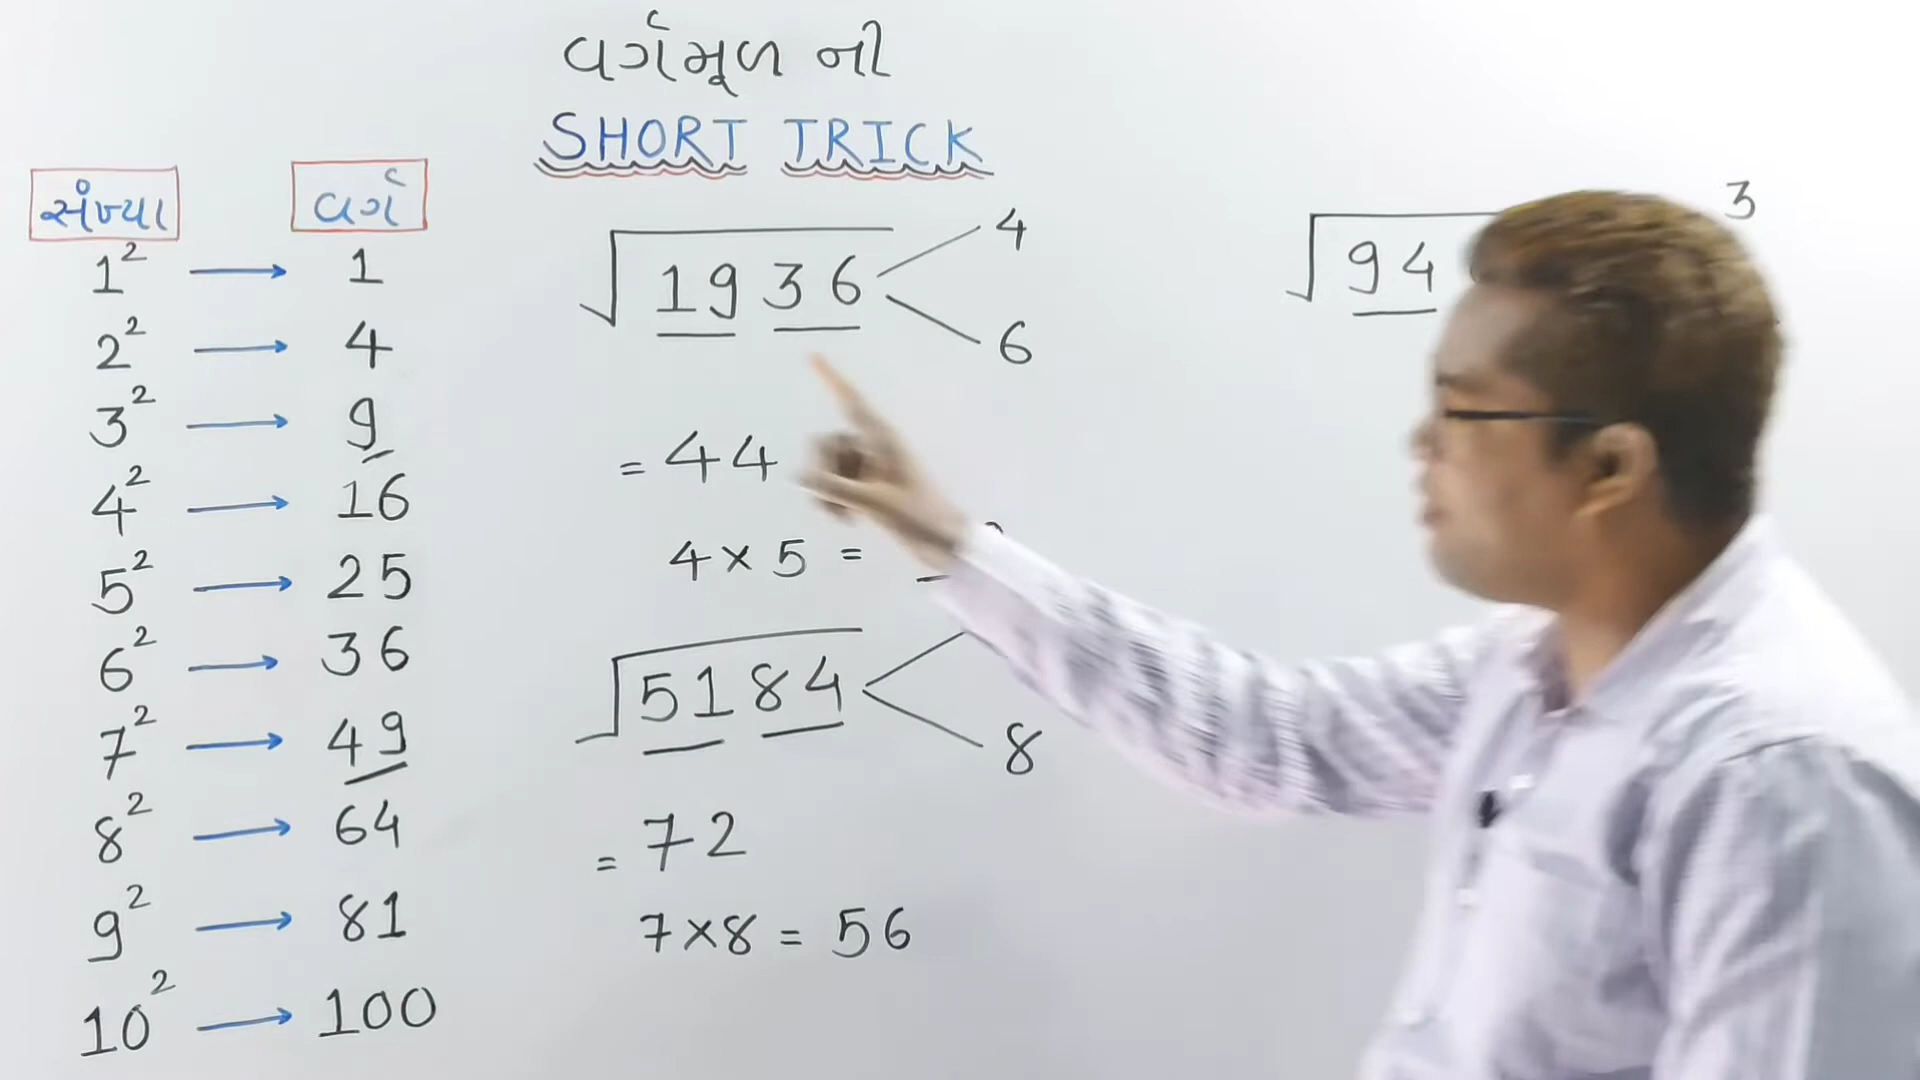 વર્ગમૂળ ની
SHORT TRICK
સંખ્યા વર્ગ
1² → 1
2² → 4
3² → 9
4² → 16
5² → 25
6² → 36
7² → 49
8² → 64
9² → 81
10² → 100
√1936 4
6
= 44
4 × 5 =
√5184
8
= 72
7 × 8 = 56
√94 3